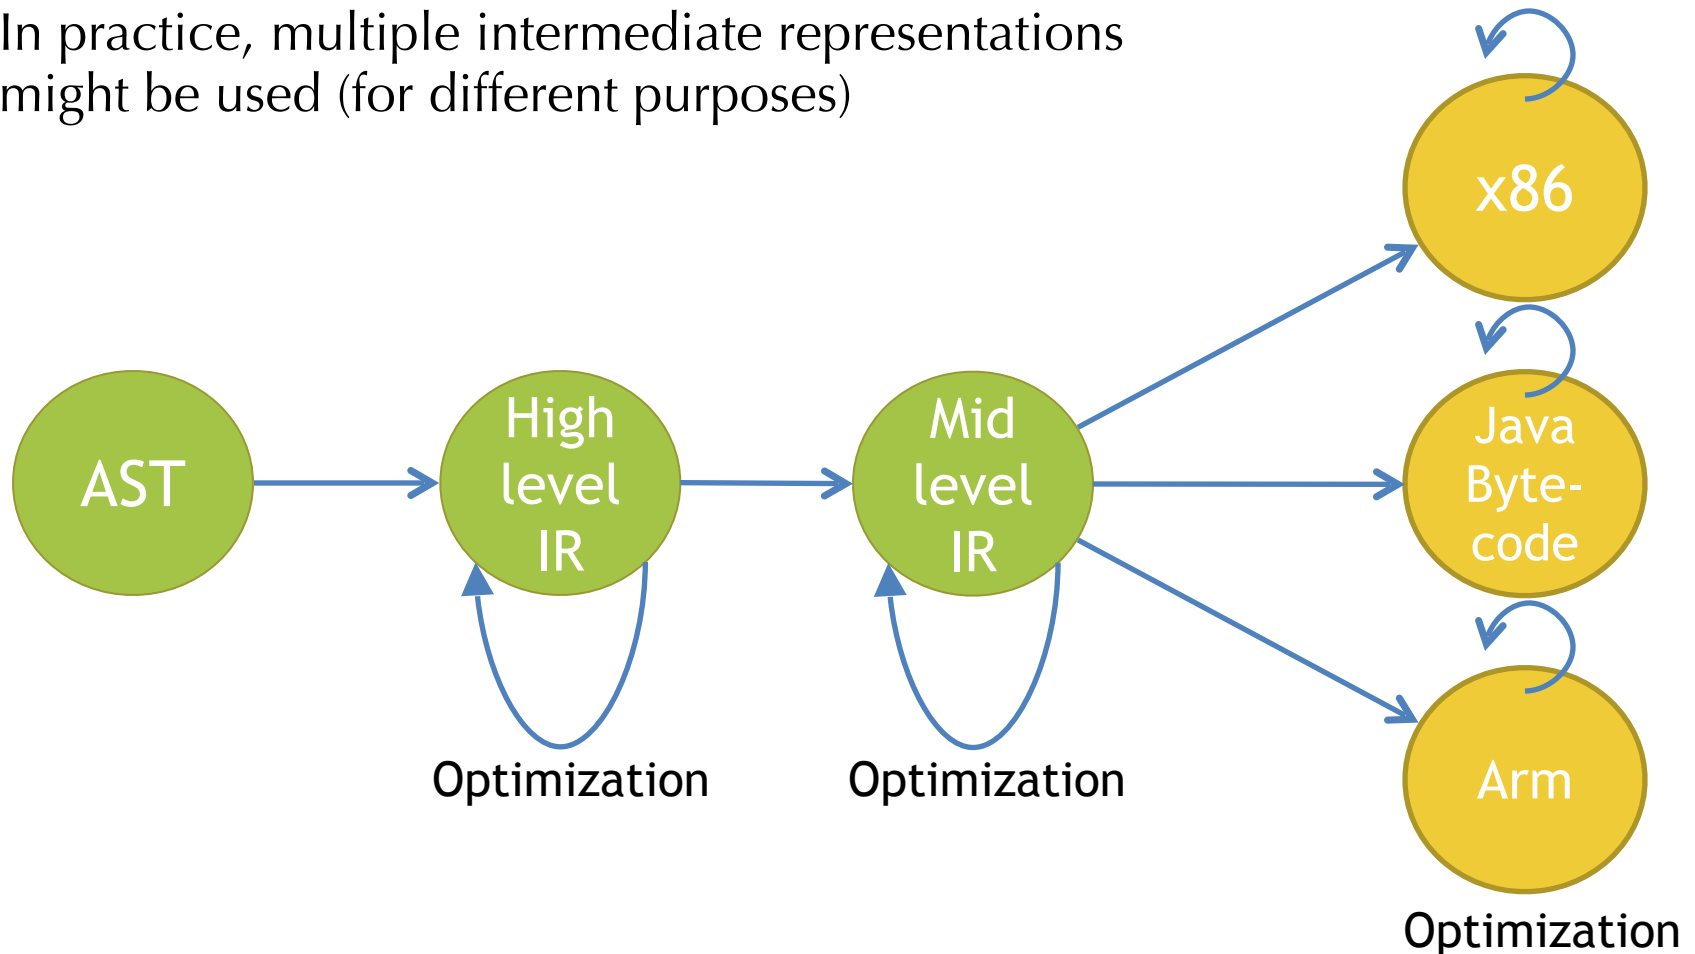 In practice, multiple intermediate representations
might be used (for different purposes)
x86
AST
High
level
IR
Mid
level
IR
Java
Byte-
code
Optimization
Optimization
Arm
Optimization